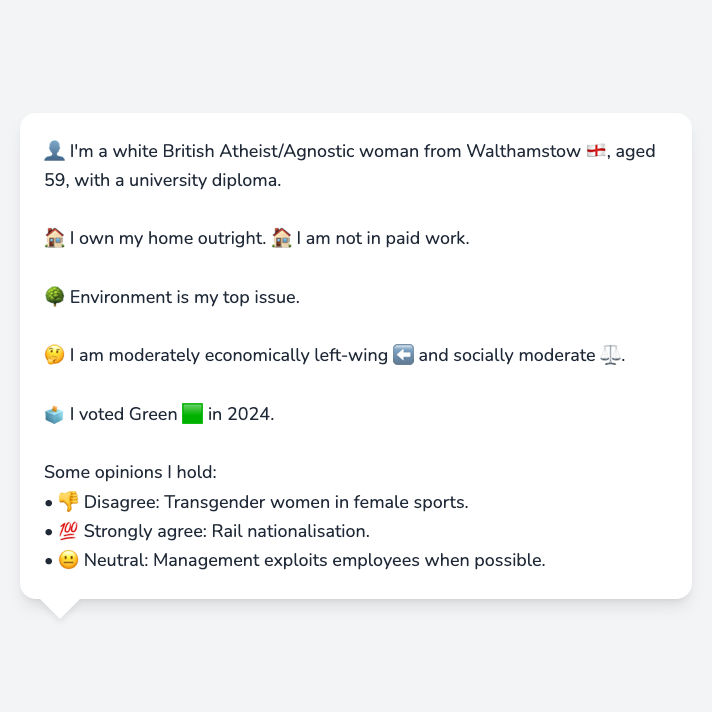 👤 I'm a white British Atheist/Agnostic woman from Walthamstow 🏴󠁧󠁢󠁥󠁮󠁧󠁿, aged
59, with a university diploma.
🏠 I own my home outright. 🏠 I am not in paid work.
🌳 Environment is my top issue.
🤔 I am moderately economically left-wing ⬅️ and socially moderate ⚖️.
🗳️ I voted Green 🟩 in 2024.
Some opinions I hold:
• 👎 Disagree: Transgender women in female sports.
• 💯 Strongly agree: Rail nationalisation.
• 😐 Neutral: Management exploits employees when possible.